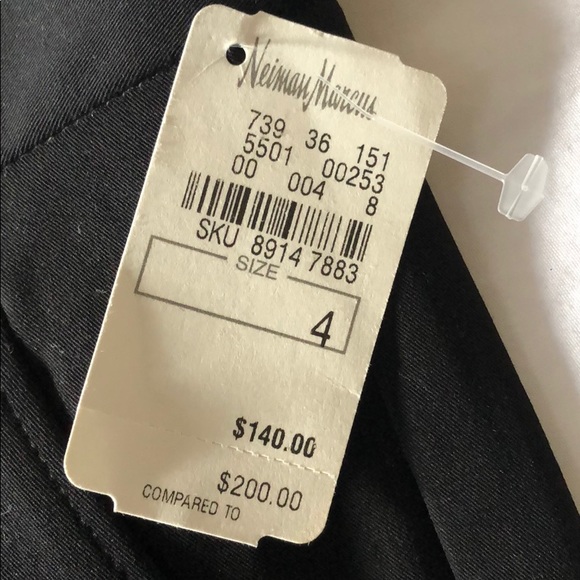 Neiman Marcus
739 36 151
5501 00253
00 004 8
SKU 8914 7883
SIZE
4
$140.00
$200.00
COMPARED TO